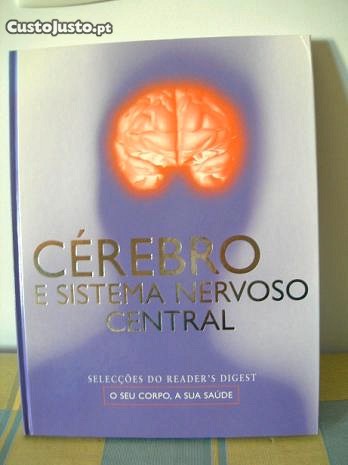 CustoJusto.pt
CÉREBRO
E SISTEMA NERVOSO
CENTRAL
SELECÇÕES DO READER'S DIGEST
O SEU CORPO, A SUA SAÚDE